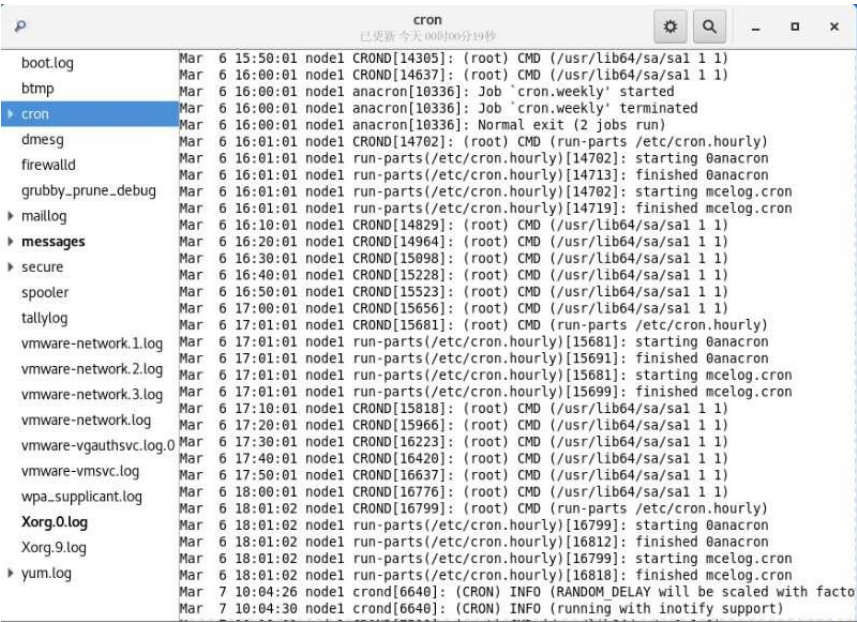 cron
已更新 今天 00时00分19秒
boot.log
btmp
cron
dmesg
firewalld
grubby_prune_debug
maillog
messages
secure
spooler
tallylog
vmware-network.1.log
vmware-network.2.log
vmware-network.3.log
vmware-network.log
vmware-vgauthsvc.log.0
vmware-vmsvc.log
wpa_supplicant.log
Xorg.0.log
Xorg.9.log
yum.log
Mar  6 15:50:01 node1 CROND[14305]: (root) CMD (/usr/lib64/sa/sa1 1 1)
Mar  6 16:00:01 node1 CROND[14637]: (root) CMD (/usr/lib64/sa/sa1 1 1)
Mar  6 16:00:01 node1 anacron[10336]: Job `cron.weekly' started
Mar  6 16:00:01 node1 anacron[10336]: Job `cron.weekly' terminated
Mar  6 16:00:01 node1 anacron[10336]: Normal exit (2 jobs run)
Mar  6 16:01:01 node1 CROND[14702]: (root) CMD (run-parts /etc/cron.hourly)
Mar  6 16:01:01 node1 run-parts(/etc/cron.hourly)[14702]: starting 0anacron
Mar  6 16:01:01 node1 run-parts(/etc/cron.hourly)[14713]: finished 0anacron
Mar  6 16:01:01 node1 run-parts(/etc/cron.hourly)[14702]: starting mcelog.cron
Mar  6 16:01:01 node1 run-parts(/etc/cron.hourly)[14719]: finished mcelog.cron
Mar  6 16:10:01 node1 CROND[14829]: (root) CMD (/usr/lib64/sa/sa1 1 1)
Mar  6 16:20:01 node1 CROND[14964]: (root) CMD (/usr/lib64/sa/sa1 1 1)
Mar  6 16:30:01 node1 CROND[15098]: (root) CMD (/usr/lib64/sa/sa1 1 1)
Mar  6 16:40:01 node1 CROND[15228]: (root) CMD (/usr/lib64/sa/sa1 1 1)
Mar  6 16:50:01 node1 CROND[15523]: (root) CMD (/usr/lib64/sa/sa1 1 1)
Mar  6 17:00:01 node1 CROND[15656]: (root) CMD (/usr/lib64/sa/sa1 1 1)
Mar  6 17:01:01 node1 CROND[15681]: (root) CMD (run-parts /etc/cron.hourly)
Mar  6 17:01:01 node1 run-parts(/etc/cron.hourly)[15681]: starting 0anacron
Mar  6 17:01:01 node1 run-parts(/etc/cron.hourly)[15691]: finished 0anacron
Mar  6 17:01:01 node1 run-parts(/etc/cron.hourly)[15681]: starting mcelog.cron
Mar  6 17:01:01 node1 run-parts(/etc/cron.hourly)[15699]: finished mcelog.cron
Mar  6 17:10:01 node1 CROND[15818]: (root) CMD (/usr/lib64/sa/sa1 1 1)
Mar  6 17:20:01 node1 CROND[15966]: (root) CMD (/usr/lib64/sa/sa1 1 1)
Mar  6 17:30:01 node1 CROND[16223]: (root) CMD (/usr/lib64/sa/sa1 1 1)
Mar  6 17:40:01 node1 CROND[16420]: (root) CMD (/usr/lib64/sa/sa1 1 1)
Mar  6 17:50:01 node1 CROND[16637]: (root) CMD (/usr/lib64/sa/sa1 1 1)
Mar  6 18:00:01 node1 CROND[16776]: (root) CMD (/usr/lib64/sa/sa1 1 1)
Mar  6 18:01:02 node1 CROND[16799]: (root) CMD (run-parts /etc/cron.hourly)
Mar  6 18:01:02 node1 run-parts(/etc/cron.hourly)[16799]: starting 0anacron
Mar  6 18:01:02 node1 run-parts(/etc/cron.hourly)[16812]: finished 0anacron
Mar  6 18:01:02 node1 run-parts(/etc/cron.hourly)[16799]: starting mcelog.cron
Mar  6 18:01:02 node1 run-parts(/etc/cron.hourly)[16818]: finished mcelog.cron
Mar  7 10:04:26 node1 crond[6640]: (CRON) INFO (RANDOM_DELAY will be scaled with facto
Mar  7 10:04:30 node1 crond[6640]: (CRON) INFO (running with inotify support)